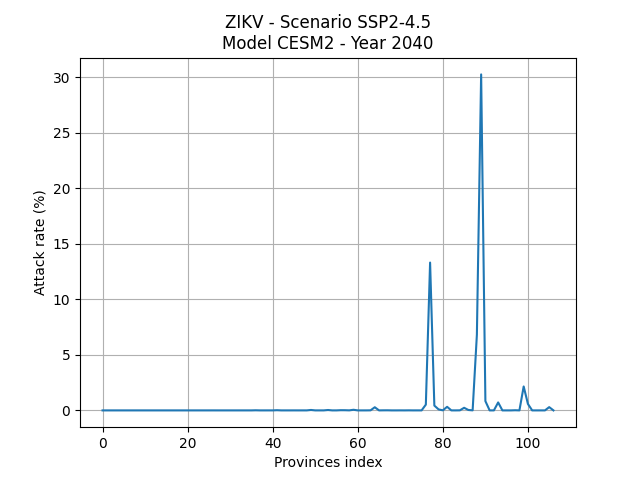 ZIKV - Scenario SSP2-4.5
Model CESM2 - Year 2040
30
25
20
15
10
5
0
Attack rate (%)
0 20 40 60 80 100
Provinces index